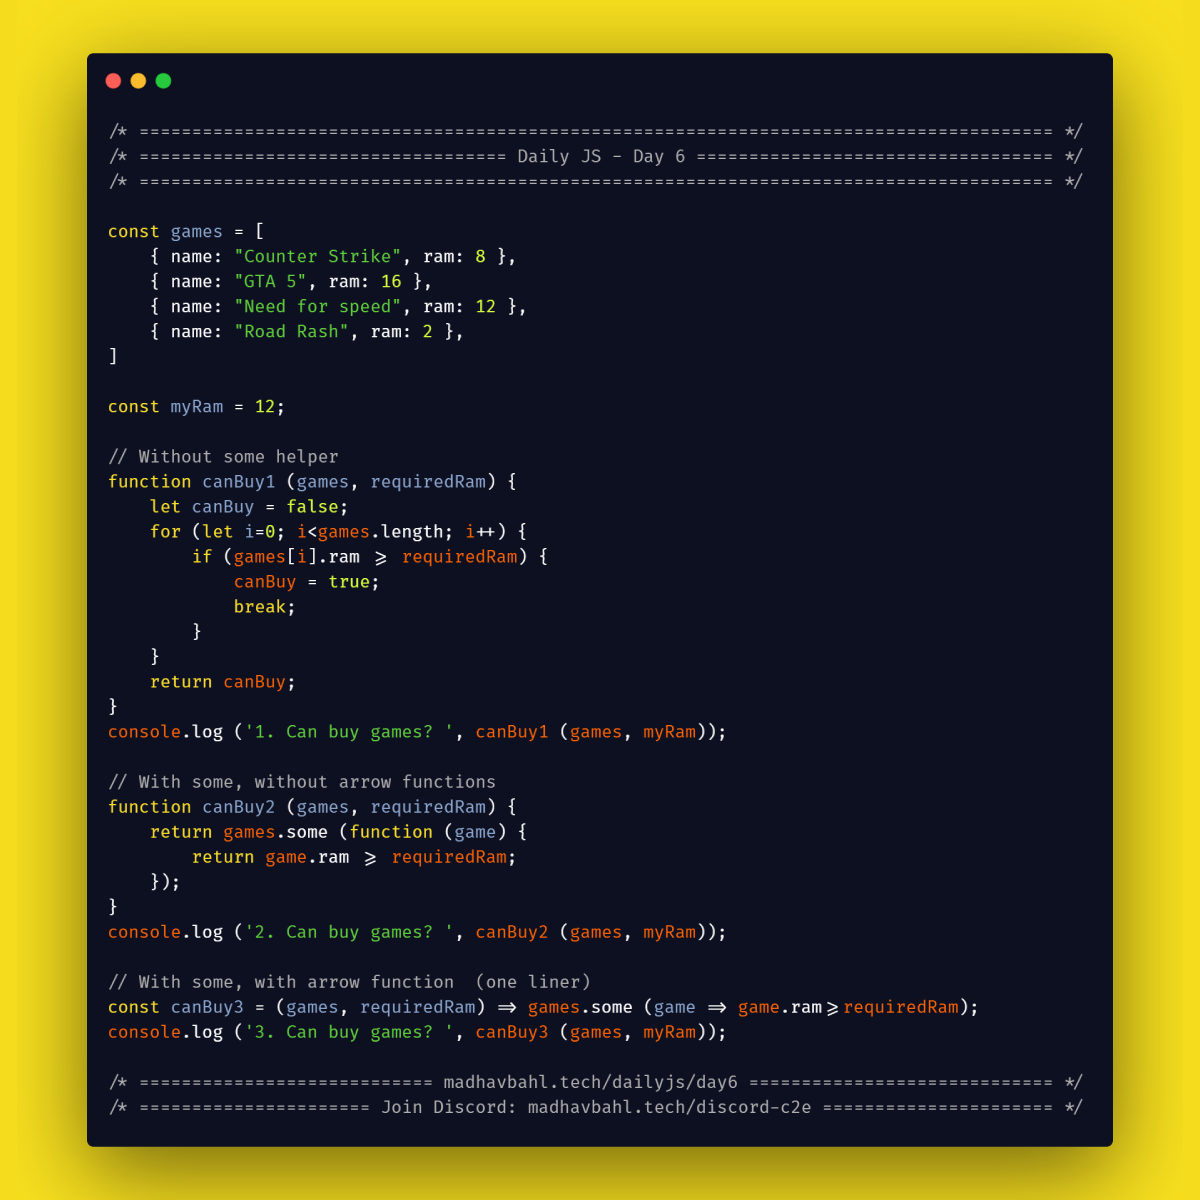 /* ======================================================================================= */
/* =================================== Daily JS - Day 6 ================================== */
/* ======================================================================================= */
const games = [
    { name: "Counter Strike", ram: 8 },
    { name: "GTA 5", ram: 16 },
    { name: "Need for speed", ram: 12 },
    { name: "Road Rash", ram: 2 },
]
const myRam = 12;
// Without some helper
function canBuy1 (games, requiredRam) {
    let canBuy = false;
    for (let i=0; i<games.length; i++) {
        if (games[i].ram >= requiredRam) {
            canBuy = true;
            break;
        }
    }
    return canBuy;
}
console.log ('1. Can buy games? ', canBuy1 (games, myRam));
// With some, without arrow functions
function canBuy2 (games, requiredRam) {
    return games.some (function (game) {
        return game.ram >= requiredRam;
    });
}
console.log ('2. Can buy games? ', canBuy2 (games, myRam));
// With some, with arrow function  (one liner)
const canBuy3 = (games, requiredRam) => games.some (game => game.ram>=requiredRam);
console.log ('3. Can buy games? ', canBuy3 (games, myRam));
/* ============================ madhavbahl.tech/dailyjs/day6 ============================= */
/* ====================== Join Discord: madhavbahl.tech/discord-c2e ====================== */